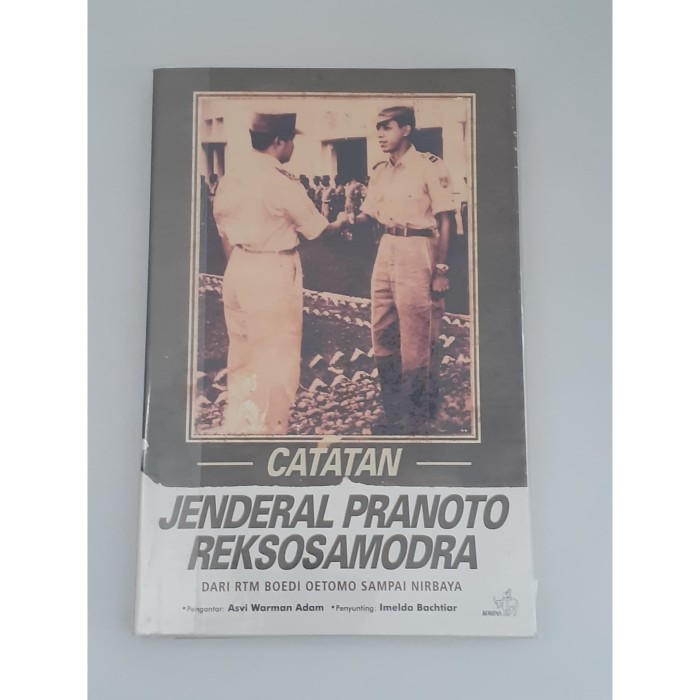 CATATAN
JENDERAL PRANOTO
REKSOSAMODRA
DARI RTM BOEDI OETOMO SAMPAI NIRBAYA
•Pengantar: Asvi Warman Adam •Penyunting: Imelda Bachtiar